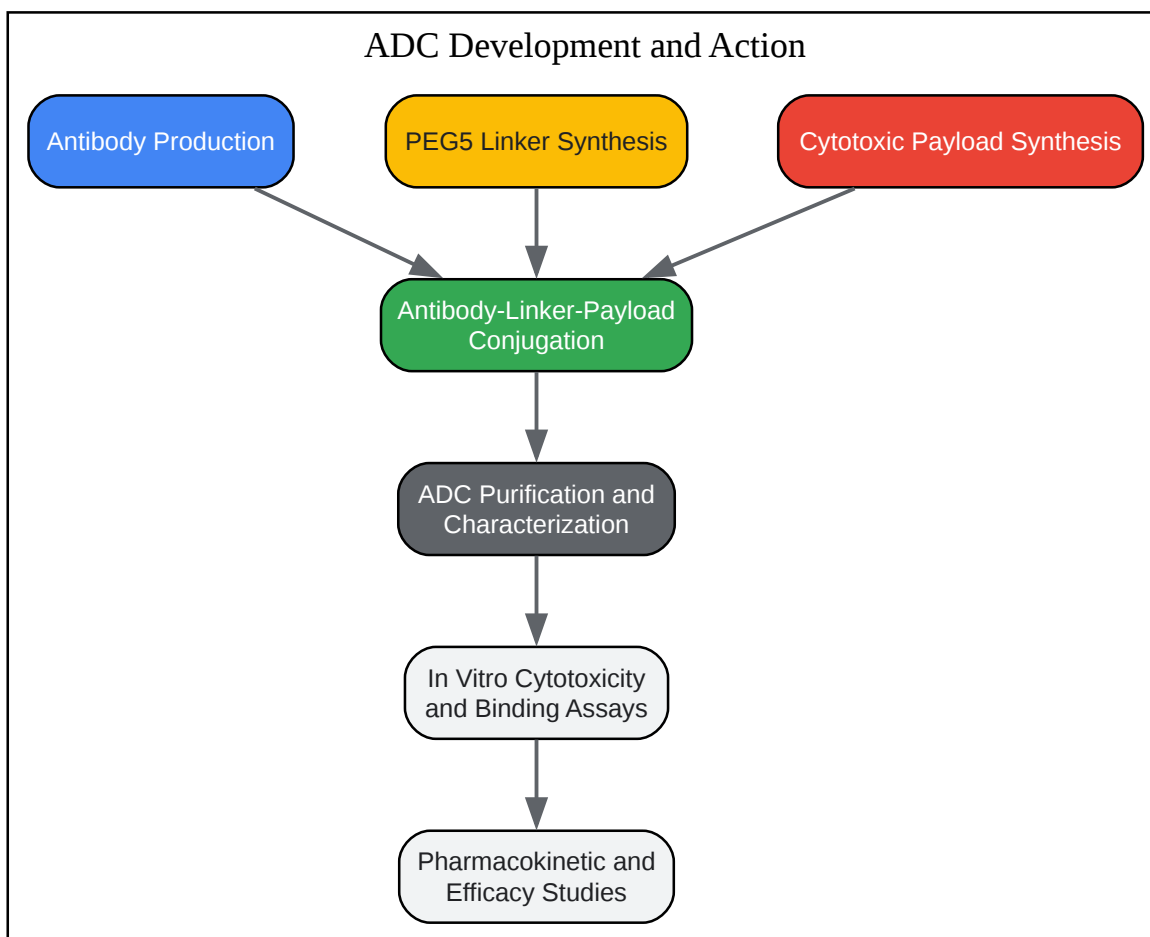 ADC Development and Action
Antibody Production
PEG5 Linker Synthesis
Cytotoxic Payload Synthesis
Antibody-Linker-Payload
Conjugation
ADC Purification and
Characterization
In Vitro Cytotoxicity
and Binding Assays
Pharmacokinetic and
Efficacy Studies